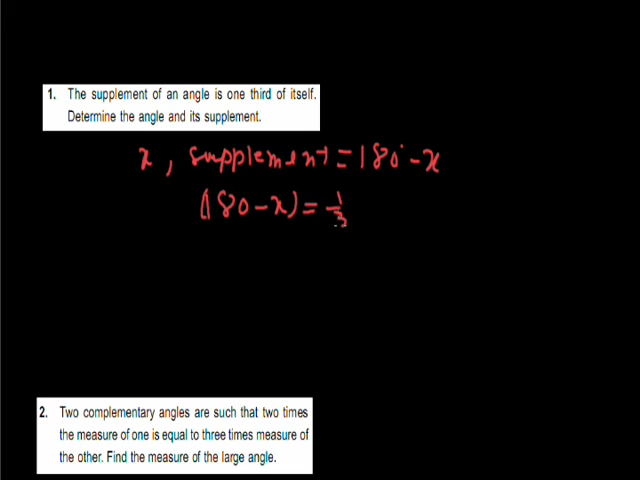 1. The supplement of an angle is one third of itself.
Determine the angle and its supplement.
x, supplement = 180° - x
(180 - x) = 1/3
2. Two complementary angles are such that two times
the measure of one is equal to three times measure of
the other. Find the measure of the large angle.